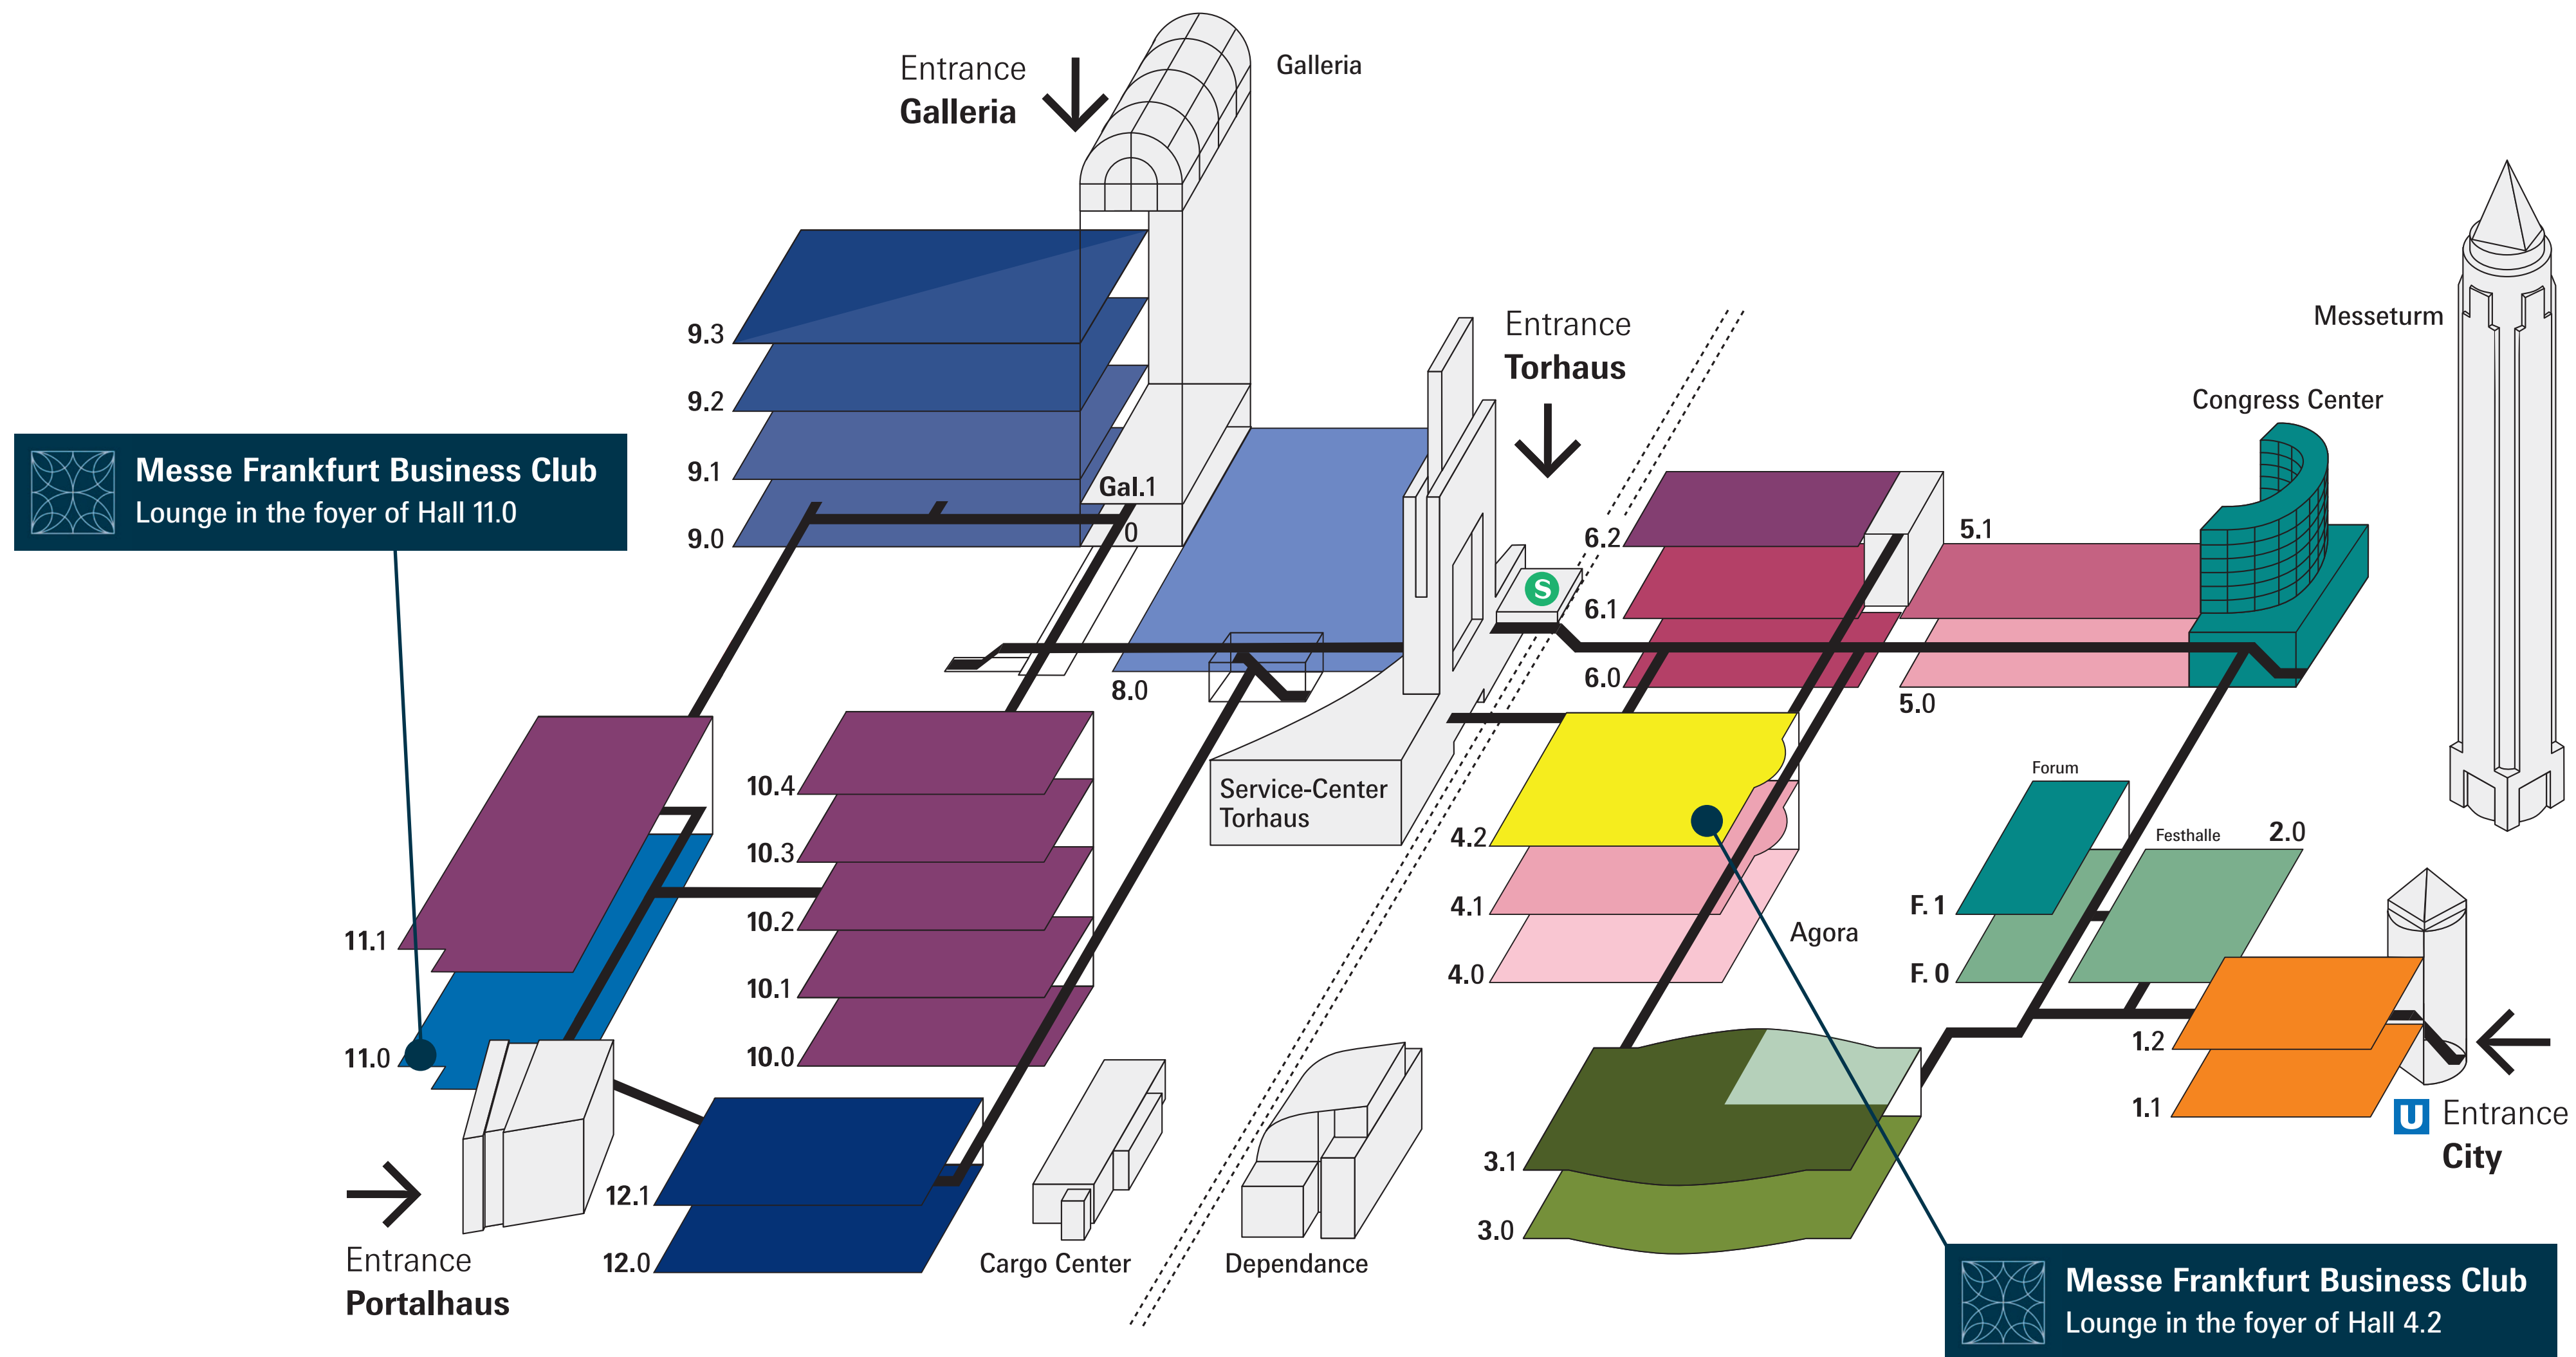 Entrance
Galleria
Galleria
Entrance
Torhaus
Messeturm
Congress Center
9.3
9.2
9.1
9.0
Gal.1
0
Messe Frankfurt Business Club
Lounge in the foyer of Hall 11.0
S
6.2
6.1
6.0
5.1
5.0
8.0
Service-Center
Torhaus
10.4
10.3
10.2
10.1
10.0
11.1
11.0
4.2
4.1
4.0
Agora
Forum
Festhalle
2.0
F.1
F.0
1.2
1.1
U
Entrance
City
3.1
3.0
12.1
12.0
Entrance
Portalhaus
Cargo Center
Dependance
Messe Frankfurt Business Club
Lounge in the foyer of Hall 4.2